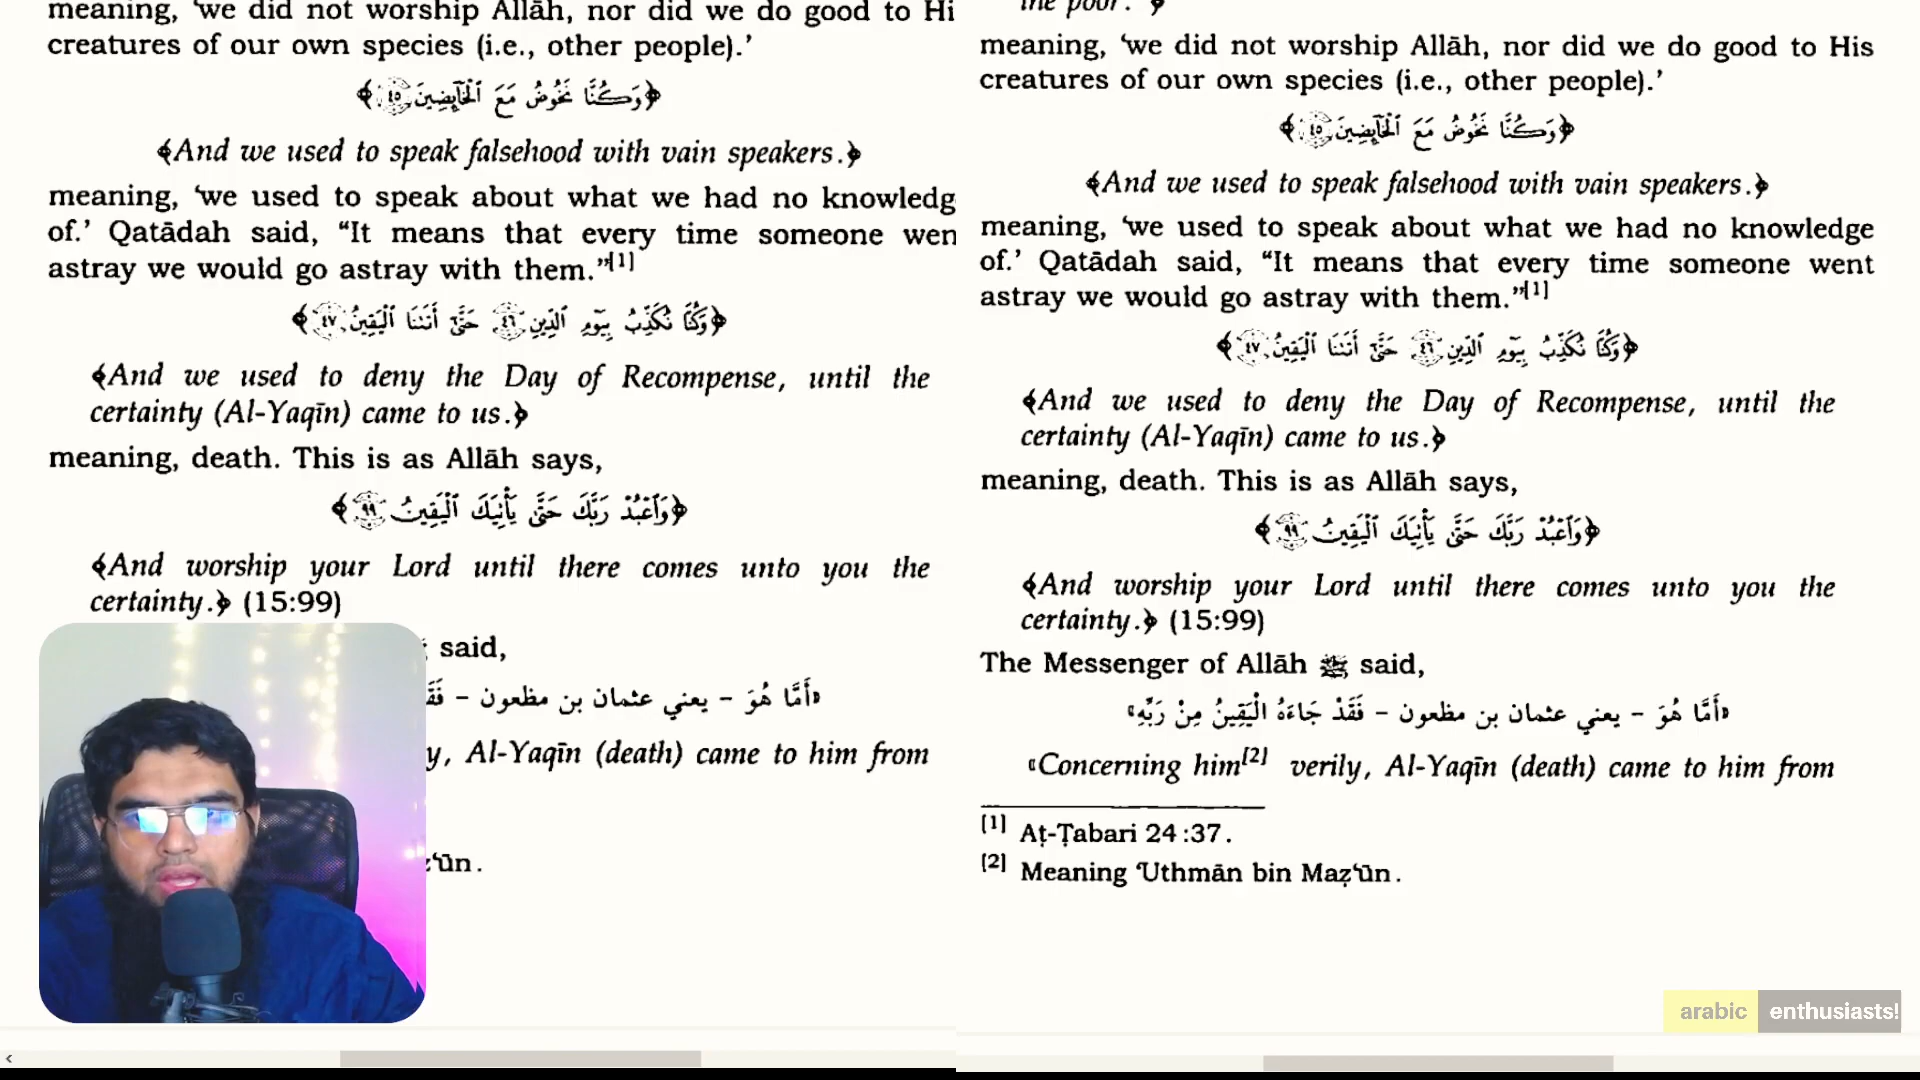 meaning, ‘we did not worship Allāh, nor did we do good to Hi
creatures of our own species (i.e., other people).’
﴿وَكُنَّا نَخُوضُ مَعَ الْخَائِضِينَ ٤٥﴾
﴾And we used to speak falsehood with vain speakers.﴿
meaning, ‘we used to speak about what we had no knowledg
of.’ Qatādah said, “It means that every time someone wen
astray we would go astray with them.”[1]
﴿وَكُنَّا نُكَذِّبُ بِيَوْمِ الدِّينِ ٤٦ حَتَّىٰ أَتَىٰنَا الْيَقِينُ ٤٧﴾
﴾And we used to deny the Day of Recompense, until the
certainty (Al-Yaqīn) came to us.﴿
meaning, death. This is as Allāh says,
﴿وَاعْبُدْ رَبَّكَ حَتَّىٰ يَأْتِيَكَ الْيَقِينُ ٩٩﴾
﴾And worship your Lord until there comes unto you the
certainty.﴿ (15:99)
said,
«أَمَّا هُوَ – يعني عثمان بن مظعون –
y, Al-Yaqīn (death) came to him from
z‘ūn.
the poor.﴿
meaning, ‘we did not worship Allāh, nor did we do good to His
creatures of our own species (i.e., other people).’
﴿وَكُنَّا نَخُوضُ مَعَ الْخَائِضِينَ ٤٥﴾
﴾And we used to speak falsehood with vain speakers.﴿
meaning, ‘we used to speak about what we had no knowledge
of.’ Qatādah said, “It means that every time someone went
astray we would go astray with them.”[1]
﴿وَكُنَّا نُكَذِّبُ بِيَوْمِ الدِّينِ ٤٦ حَتَّىٰ أَتَىٰنَا الْيَقِينُ ٤٧﴾
﴾And we used to deny the Day of Recompense, until the
certainty (Al-Yaqīn) came to us.﴿
meaning, death. This is as Allāh says,
﴿وَاعْبُدْ رَبَّكَ حَتَّىٰ يَأْتِيَكَ الْيَقِينُ ٩٩﴾
﴾And worship your Lord until there comes unto you the
certainty.﴿ (15:99)
The Messenger of Allāh ﷺ said,
«أَمَّا هُوَ – يعني عثمان بن مظعون – فَقَدْ جَاءَهُ الْيَقِينُ مِنْ رَبِّهِ»
«Concerning him[2] verily, Al-Yaqīn (death) came to him from
[1] Aṭ-Ṭabari 24:37.
[2] Meaning ‘Uthmān bin Maẓ‘ūn.
arabic enthusiasts!